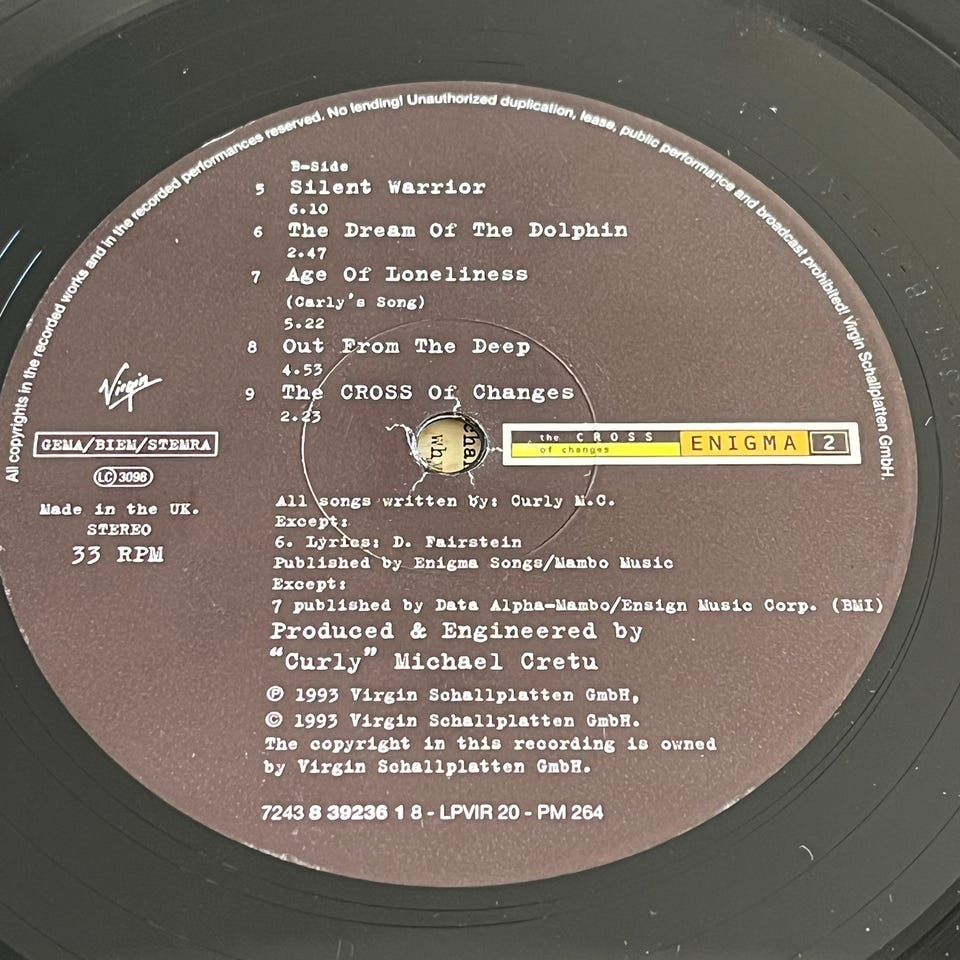 All copyrights in the recorded works and in the recorded performances reserved. No lending! Unauthorized duplication, lease, public performance and broadcast prohibited! Virgin Schallplatten GmbH.
B-Side
5 Silent Warrior
6.10
6 The Dream Of The Dolphin
2.47
7 Age Of Loneliness
(Carly's Song)
5.22
8 Out From The Deep
4.53
9 The CROSS Of Changes
2.23
Virgin
GEMA/BIEM/STEMRA
LC 3098
Made in the UK.
STEREO
33 RPM
the CROSS
of changes
ENIGMA 2
why
All songs written by: Curly M.C.
Except:
6. Lyrics: D. Fairstein
Published by Enigma Songs/Mambo Music
Except:
7 published by Data Alpha-Mambo/Ensign Music Corp. (BMI)
Produced & Engineered by
"Curly" Michael Cretu
℗ 1993 Virgin Schallplatten GmbH,
© 1993 Virgin Schallplatten GmbH.
The copyright in this recording is owned
by Virgin Schallplatten GmbH.
7243 8 39236 1 8 - LPVIR 20 - PM 264